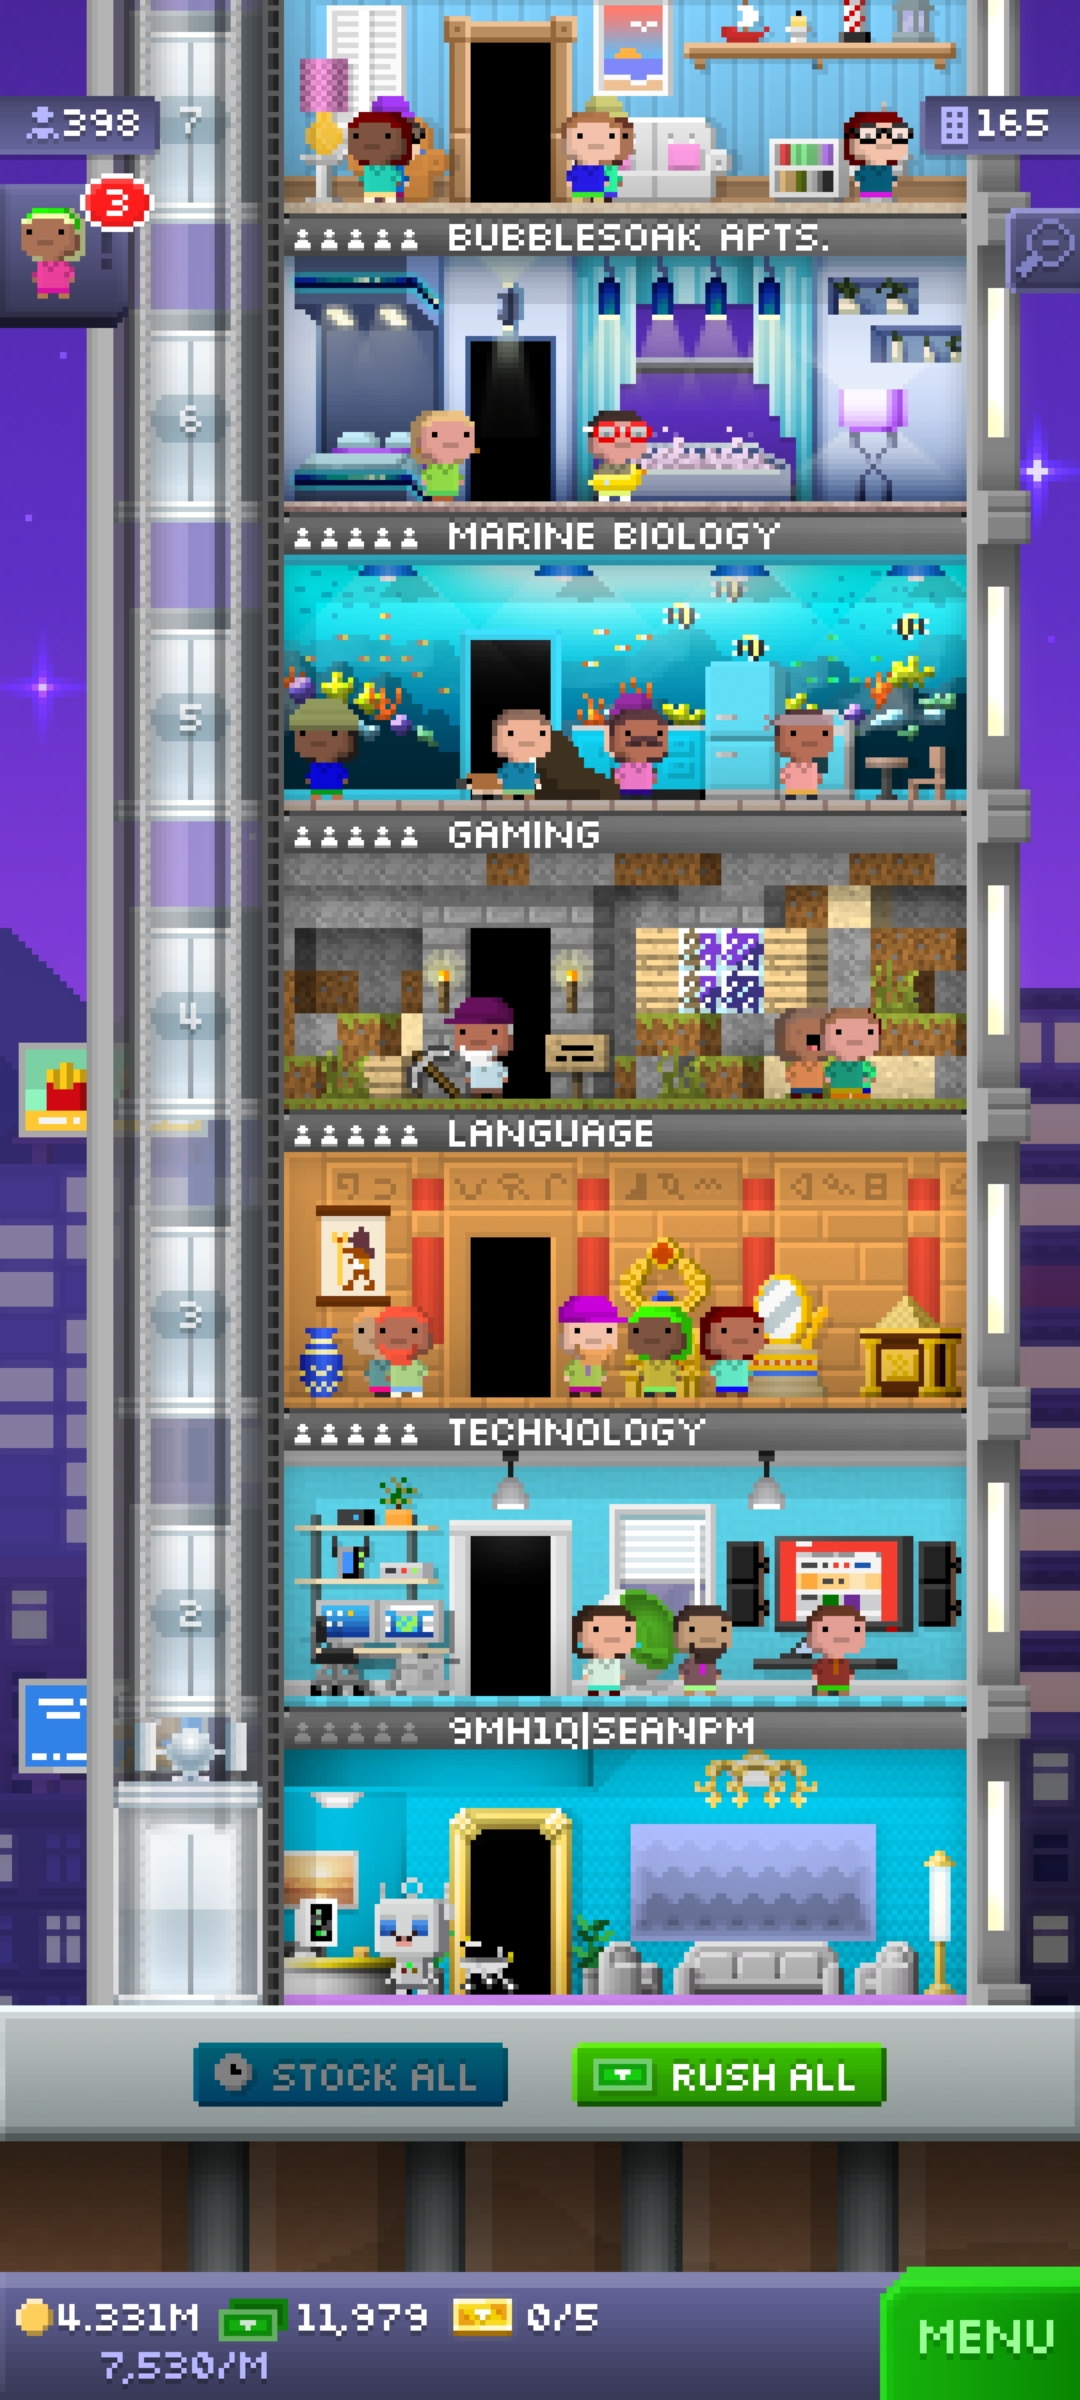 398
7
165
3
BUBBLESOAK APTS.
6
MARINE BIOLOGY
5
GAMING
4
LANGUAGE
3
TECHNOLOGY
2
9MH1Q|SEANPM
STOCK ALL
RUSH ALL
4.331M
11,979
0/5
7,530/M
MENU